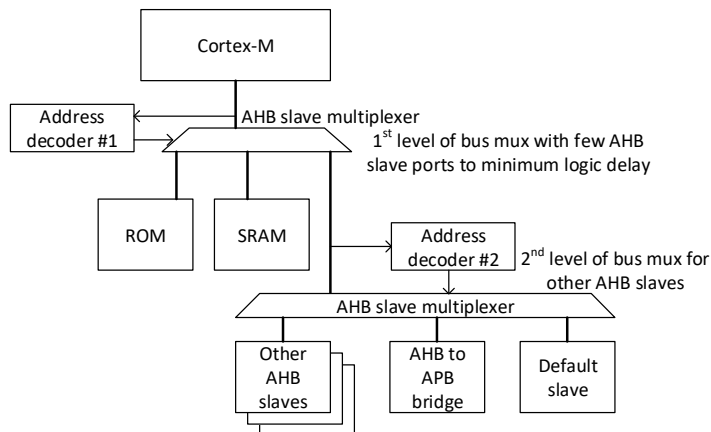 Cortex-M
Address
decoder #1
AHB slave multiplexer
1st level of bus mux with few AHB
slave ports to minimum logic delay
ROM
SRAM
Address
decoder #2
2nd level of bus mux for
other AHB slaves
AHB slave multiplexer
Other
AHB
slaves
AHB to
APB
bridge
Default
slave